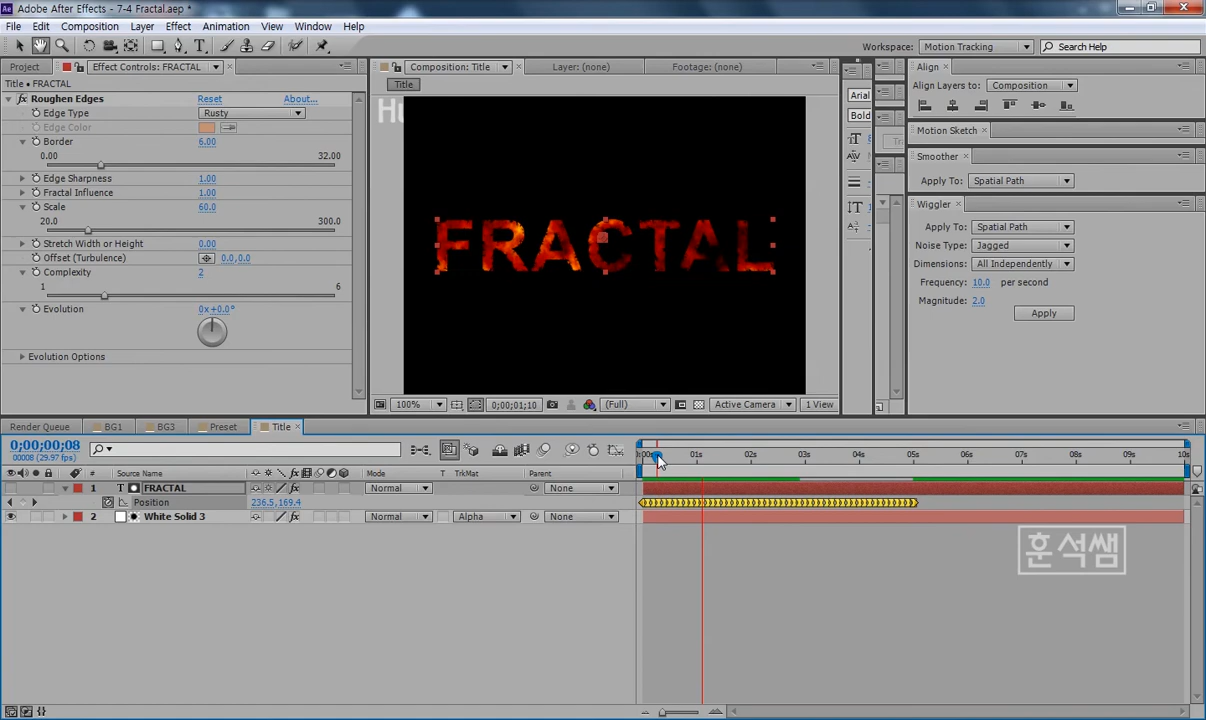 Adobe After Effects - 7-4 Fractal.aep *
File Edit Composition Layer Effect Animation View Window Help
Workspace: Motion Tracking Search Help
Project Effect Controls: FRACTAL
Title • FRACTAL
Roughen Edges Reset About...
Edge Type Rusty
Edge Color
Border 6.00
0.00 32.00
Edge Sharpness 1.00
Fractal Influence 1.00
Scale 60.0
20.0 300.0
Stretch Width or Height 0.00
Offset (Turbulence) 0.0,0.0
Complexity 2
1 6
Evolution 0x+0.0°
Evolution Options
Composition: Title Layer: (none) Footage: (none)
Title
FRACTAL
100% 0;00;01;10 (Full) Active Camera 1 View
Arial
Bold
Align
Align Layers to: Composition
Motion Sketch
Smoother
Apply To: Spatial Path
Wiggler
Apply To: Spatial Path
Noise Type: Jagged
Dimensions: All Independently
Frequency: 10.0 per second
Magnitude: 2.0
Apply
Render Queue BG1 BG3 Preset Title
0;00;00;08
00008 (29.97 fps)
# Source Name Mode T TrkMat Parent
1 T FRACTAL Normal None
Position 236.5,169.4
2 White Solid 3 Normal Alpha None
01s 02s 03s 04s 05s 06s 07s 08s 09s 10s
훈석쌤